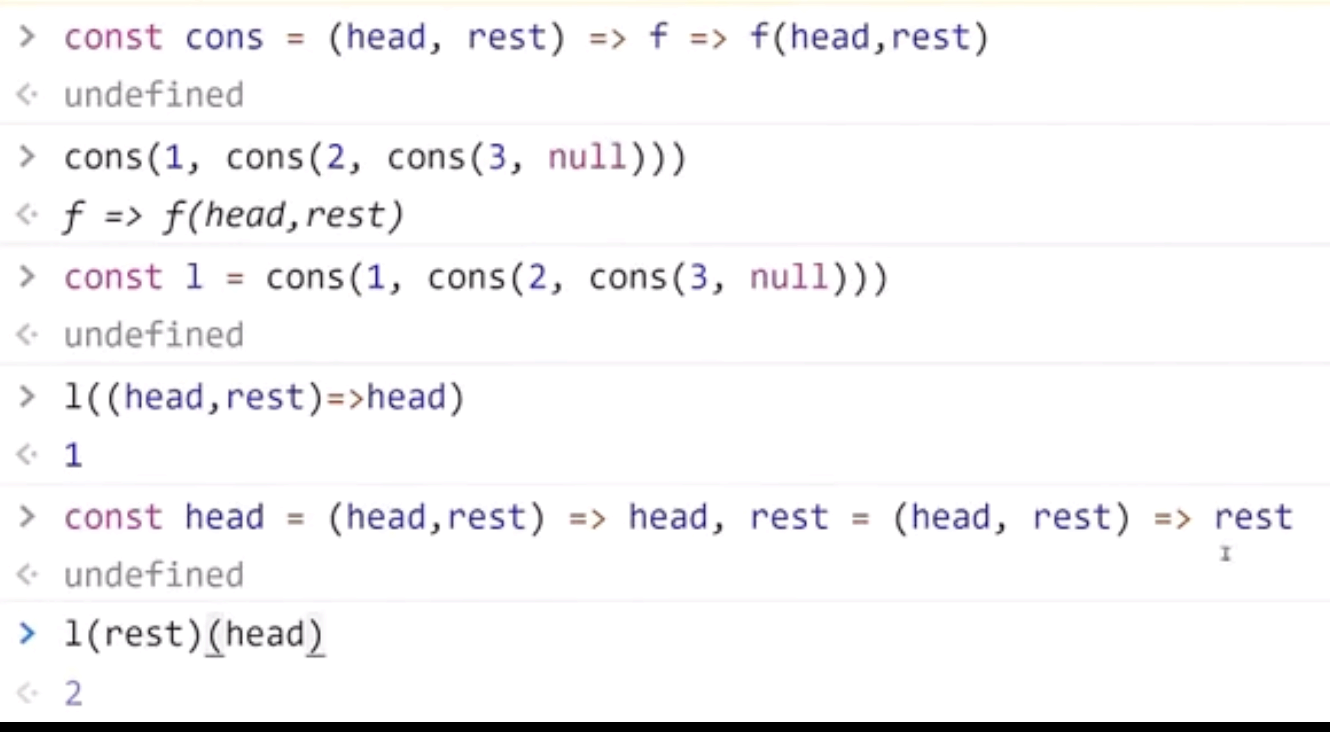 > const cons = (head, rest) => f => f(head,rest)
<· undefined
> cons(1, cons(2, cons(3, null)))
<· f => f(head,rest)
> const l = cons(1, cons(2, cons(3, null)))
<· undefined
> l((head,rest)=>head)
<· 1
> const head = (head,rest) => head, rest = (head, rest) => rest
<· undefined
> l(rest)(head)
<· 2